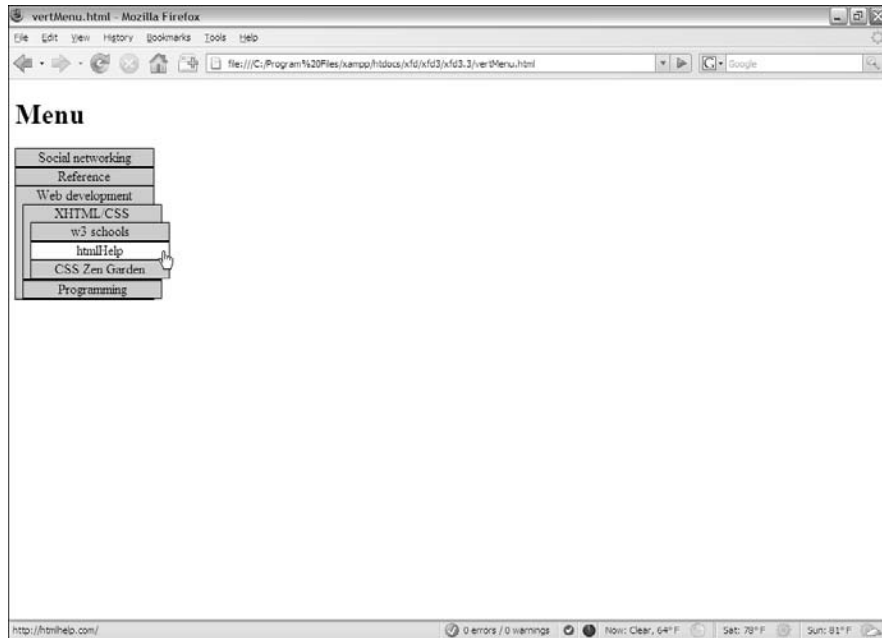 vertMenu.html - Mozilla Firefox
File Edit View History Bookmarks Tools Help
file:///C:/Program%20Files/xampp/htdocs/xfd/xfd3/xfd3.3/vertMenu.html
G Google
Menu
Social networking
Reference
Web development
XHTML/CSS
w3 schools
htmlHelp
CSS Zen Garden
Programming
http://htmlhelp.com/ 0 errors / 0 warnings Now: Clear, 64° F Sat: 78° F Sun: 81° F